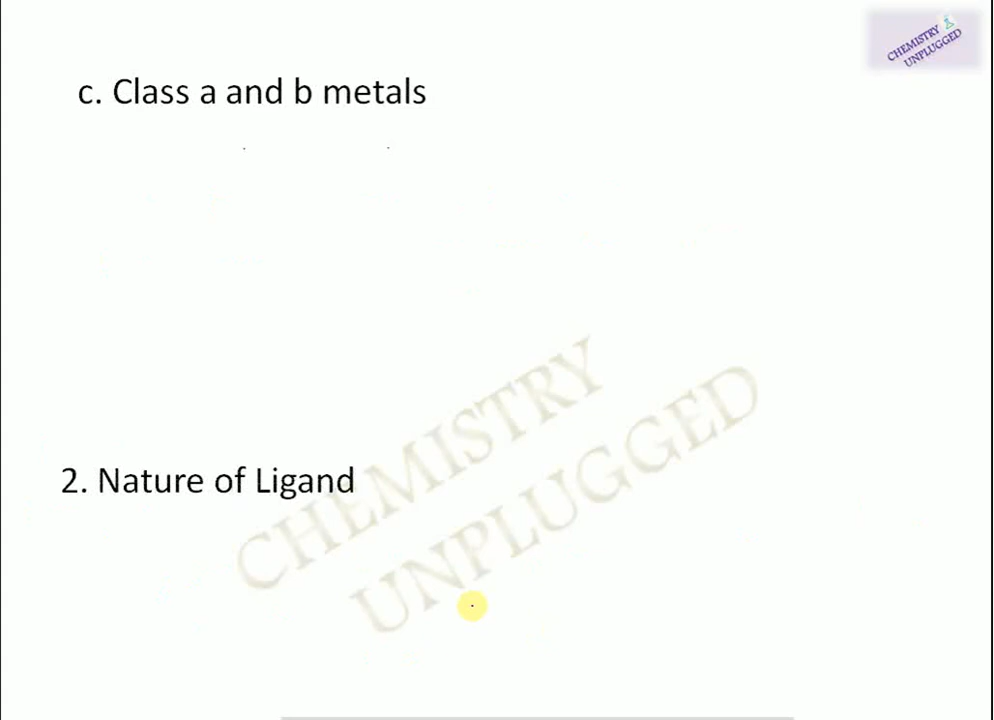 CHEMISTRY
UNPLUGGED
c. Class a and b metals
2. Nature of Ligand
CHEMISTRY
UNPLUGGED